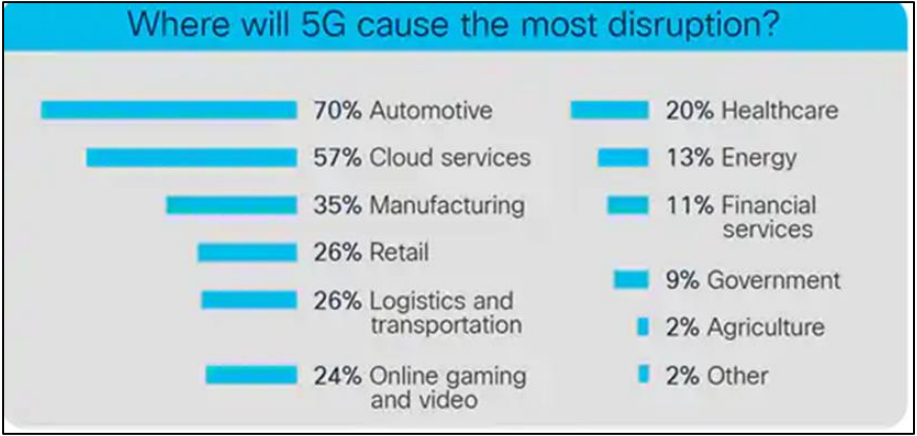 Where will 5G cause the most disruption?
70% Automotive
57% Cloud services
35% Manufacturing
26% Retail
26% Logistics and
transportation
24% Online gaming
and video
20% Healthcare
13% Energy
11% Financial
services
9% Government
2% Agriculture
2% Other